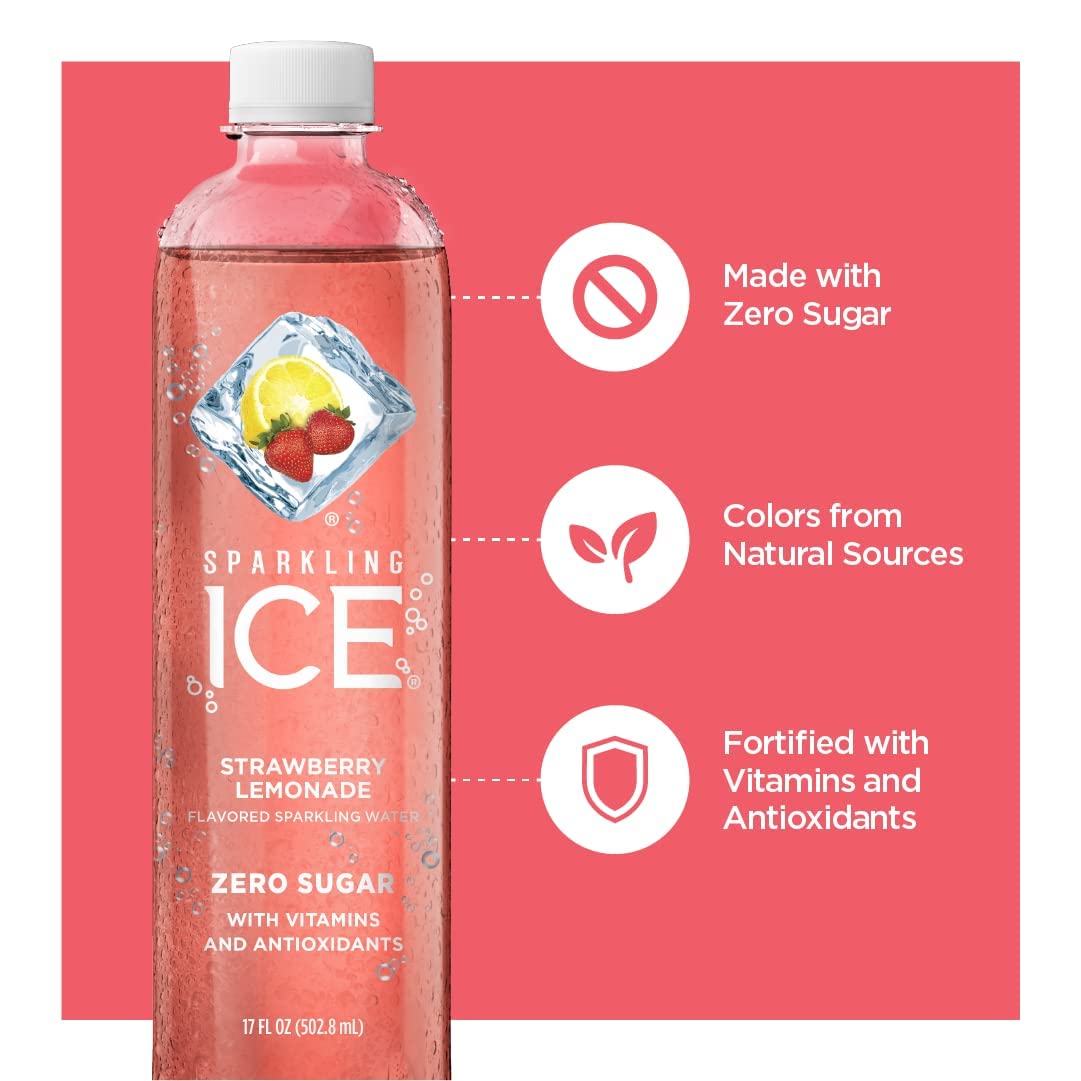 SPARKLING
ICE
STRAWBERRY
LEMONADE
FLAVORED SPARKLING WATER
ZERO SUGAR
WITH VITAMINS
AND ANTIOXIDANTS
17 FL OZ (502.8 mL)
Made with
Zero Sugar
Colors from
Natural Sources
Fortified with
Vitamins and
Antioxidants